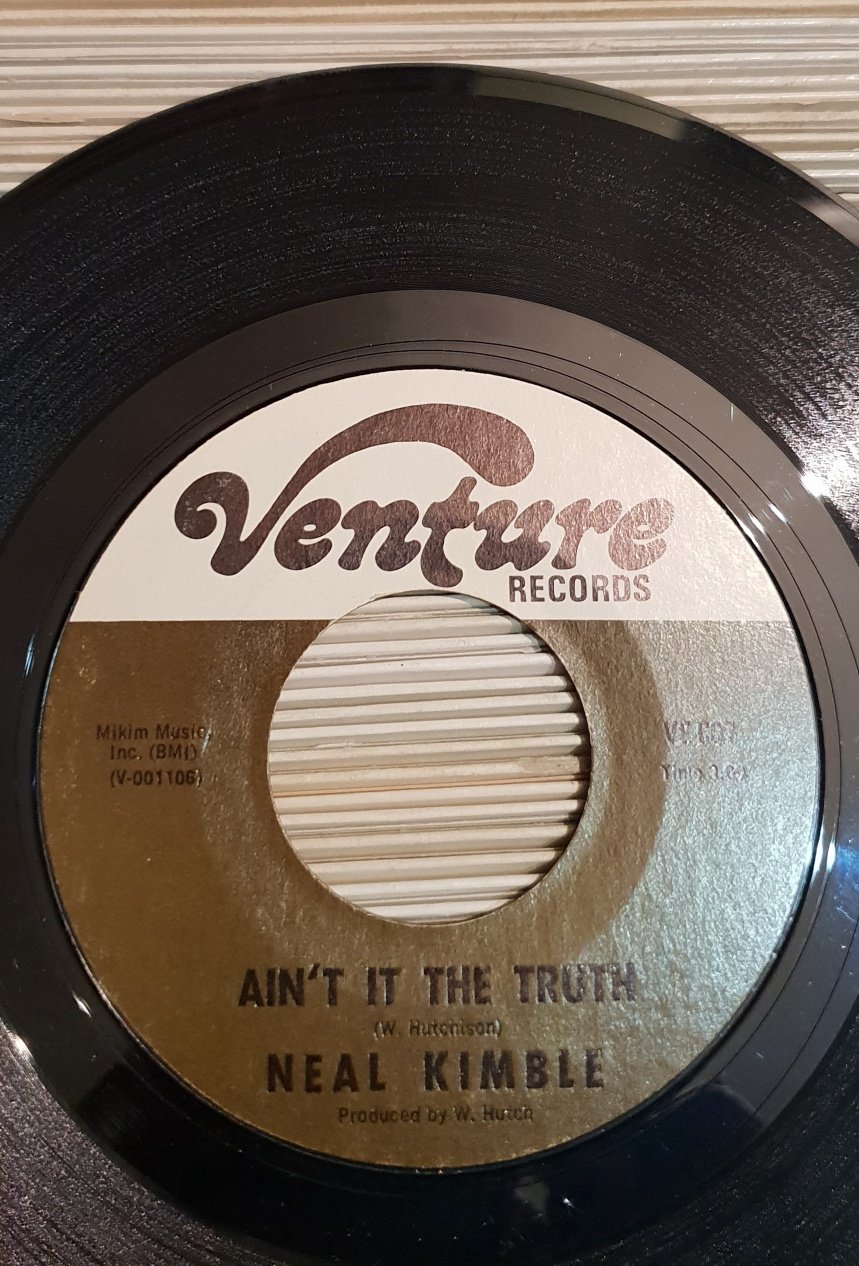 Venture
RECORDS
Mikim Music,
Inc. (BMI)
(V-001106)
AIN'T IT THE TRUTH
(W. Hutchison)
NEAL KIMBLE
Produced by W. Hutch